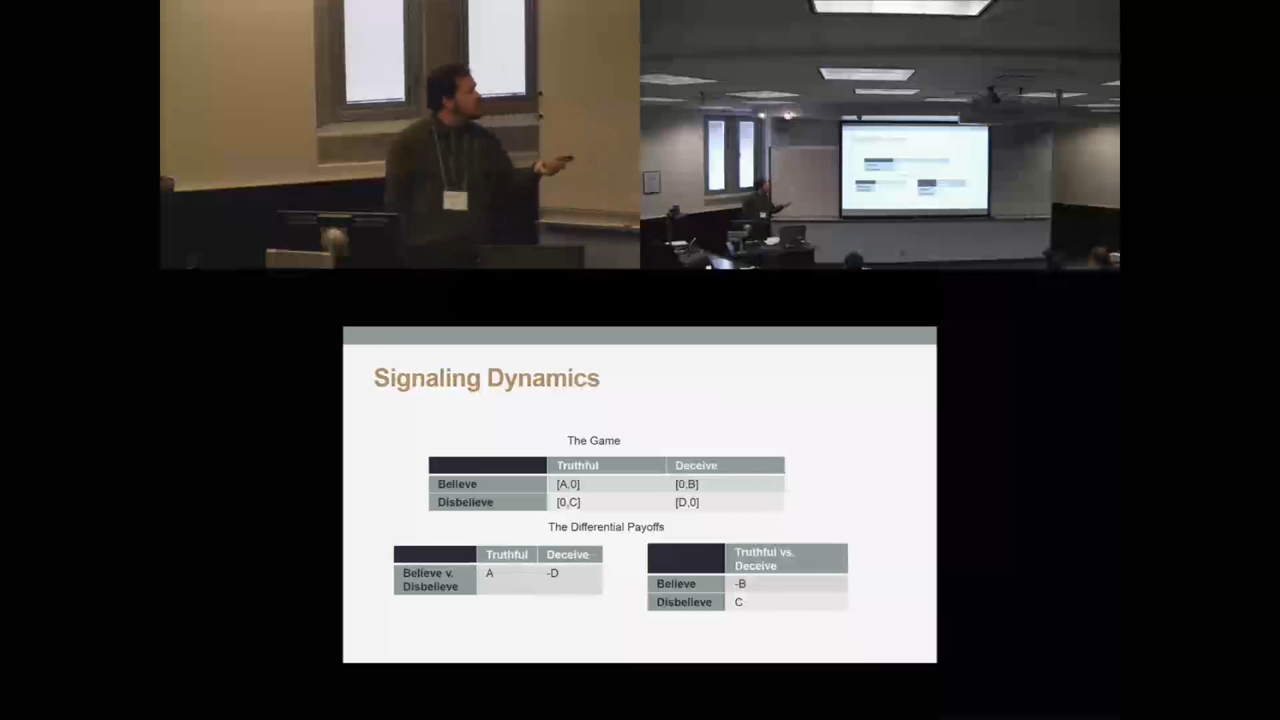 Signaling Dynamics
The Game
Truthful Deceive
Believe [A,0] [0,B]
Disbelieve [0,C] [D,0]
The Differential Payoffs
Truthful Deceive
Believe v. Disbelieve A -D
Truthful vs. Deceive
Believe -B
Disbelieve C